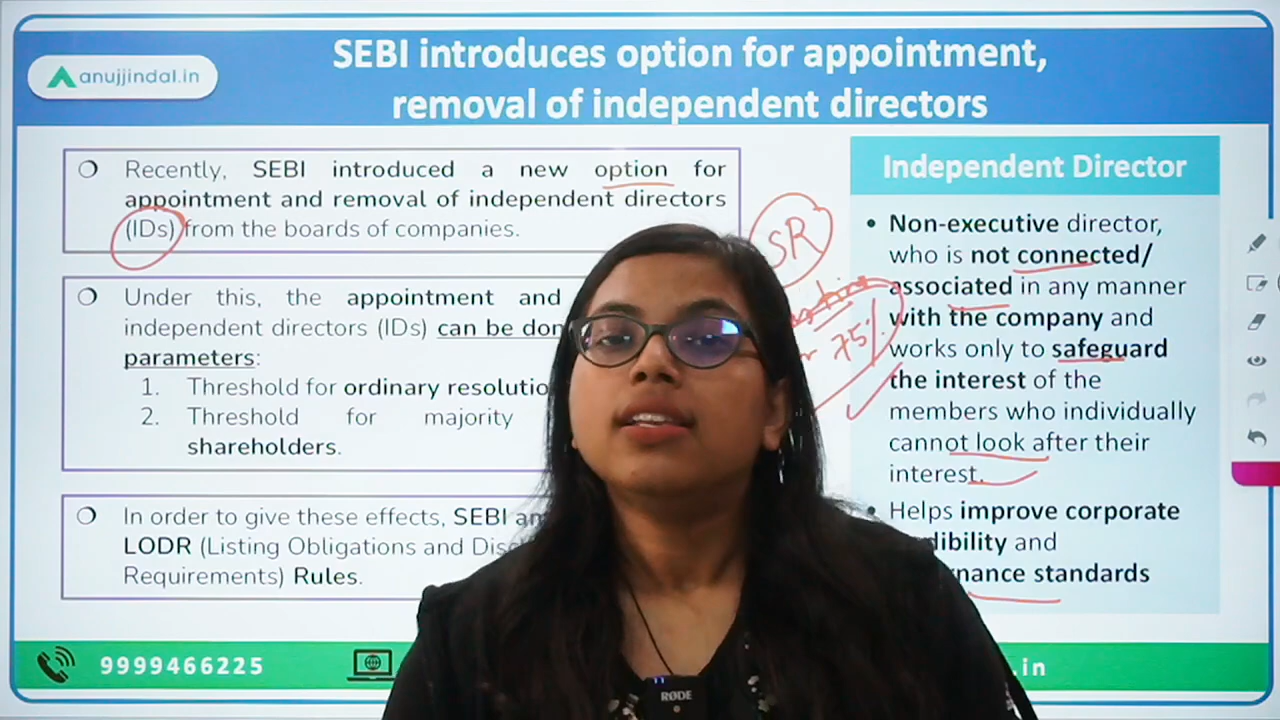 SEBI introduces option for appointment,
removal of independent directors
anujjindal.in
Recently, SEBI introduced a new option for
appointment and removal of independent directors
(IDs) from the boards of companies.
Under this, the appointment and
independent directors (IDs) can be don
parameters:
1. Threshold for ordinary resolutio
2. Threshold for majority
shareholders.
In order to give these effects, SEBI am
LODR (Listing Obligations and Disc
Requirements) Rules.
SR
75%
Independent Director
• Non-executive director,
who is not connected/
associated in any manner
with the company and
works only to safeguard
the interest of the
members who individually
cannot look after their
interest.
• Helps improve corporate
dibility and
nance standards
9999466225
.in
RØDE